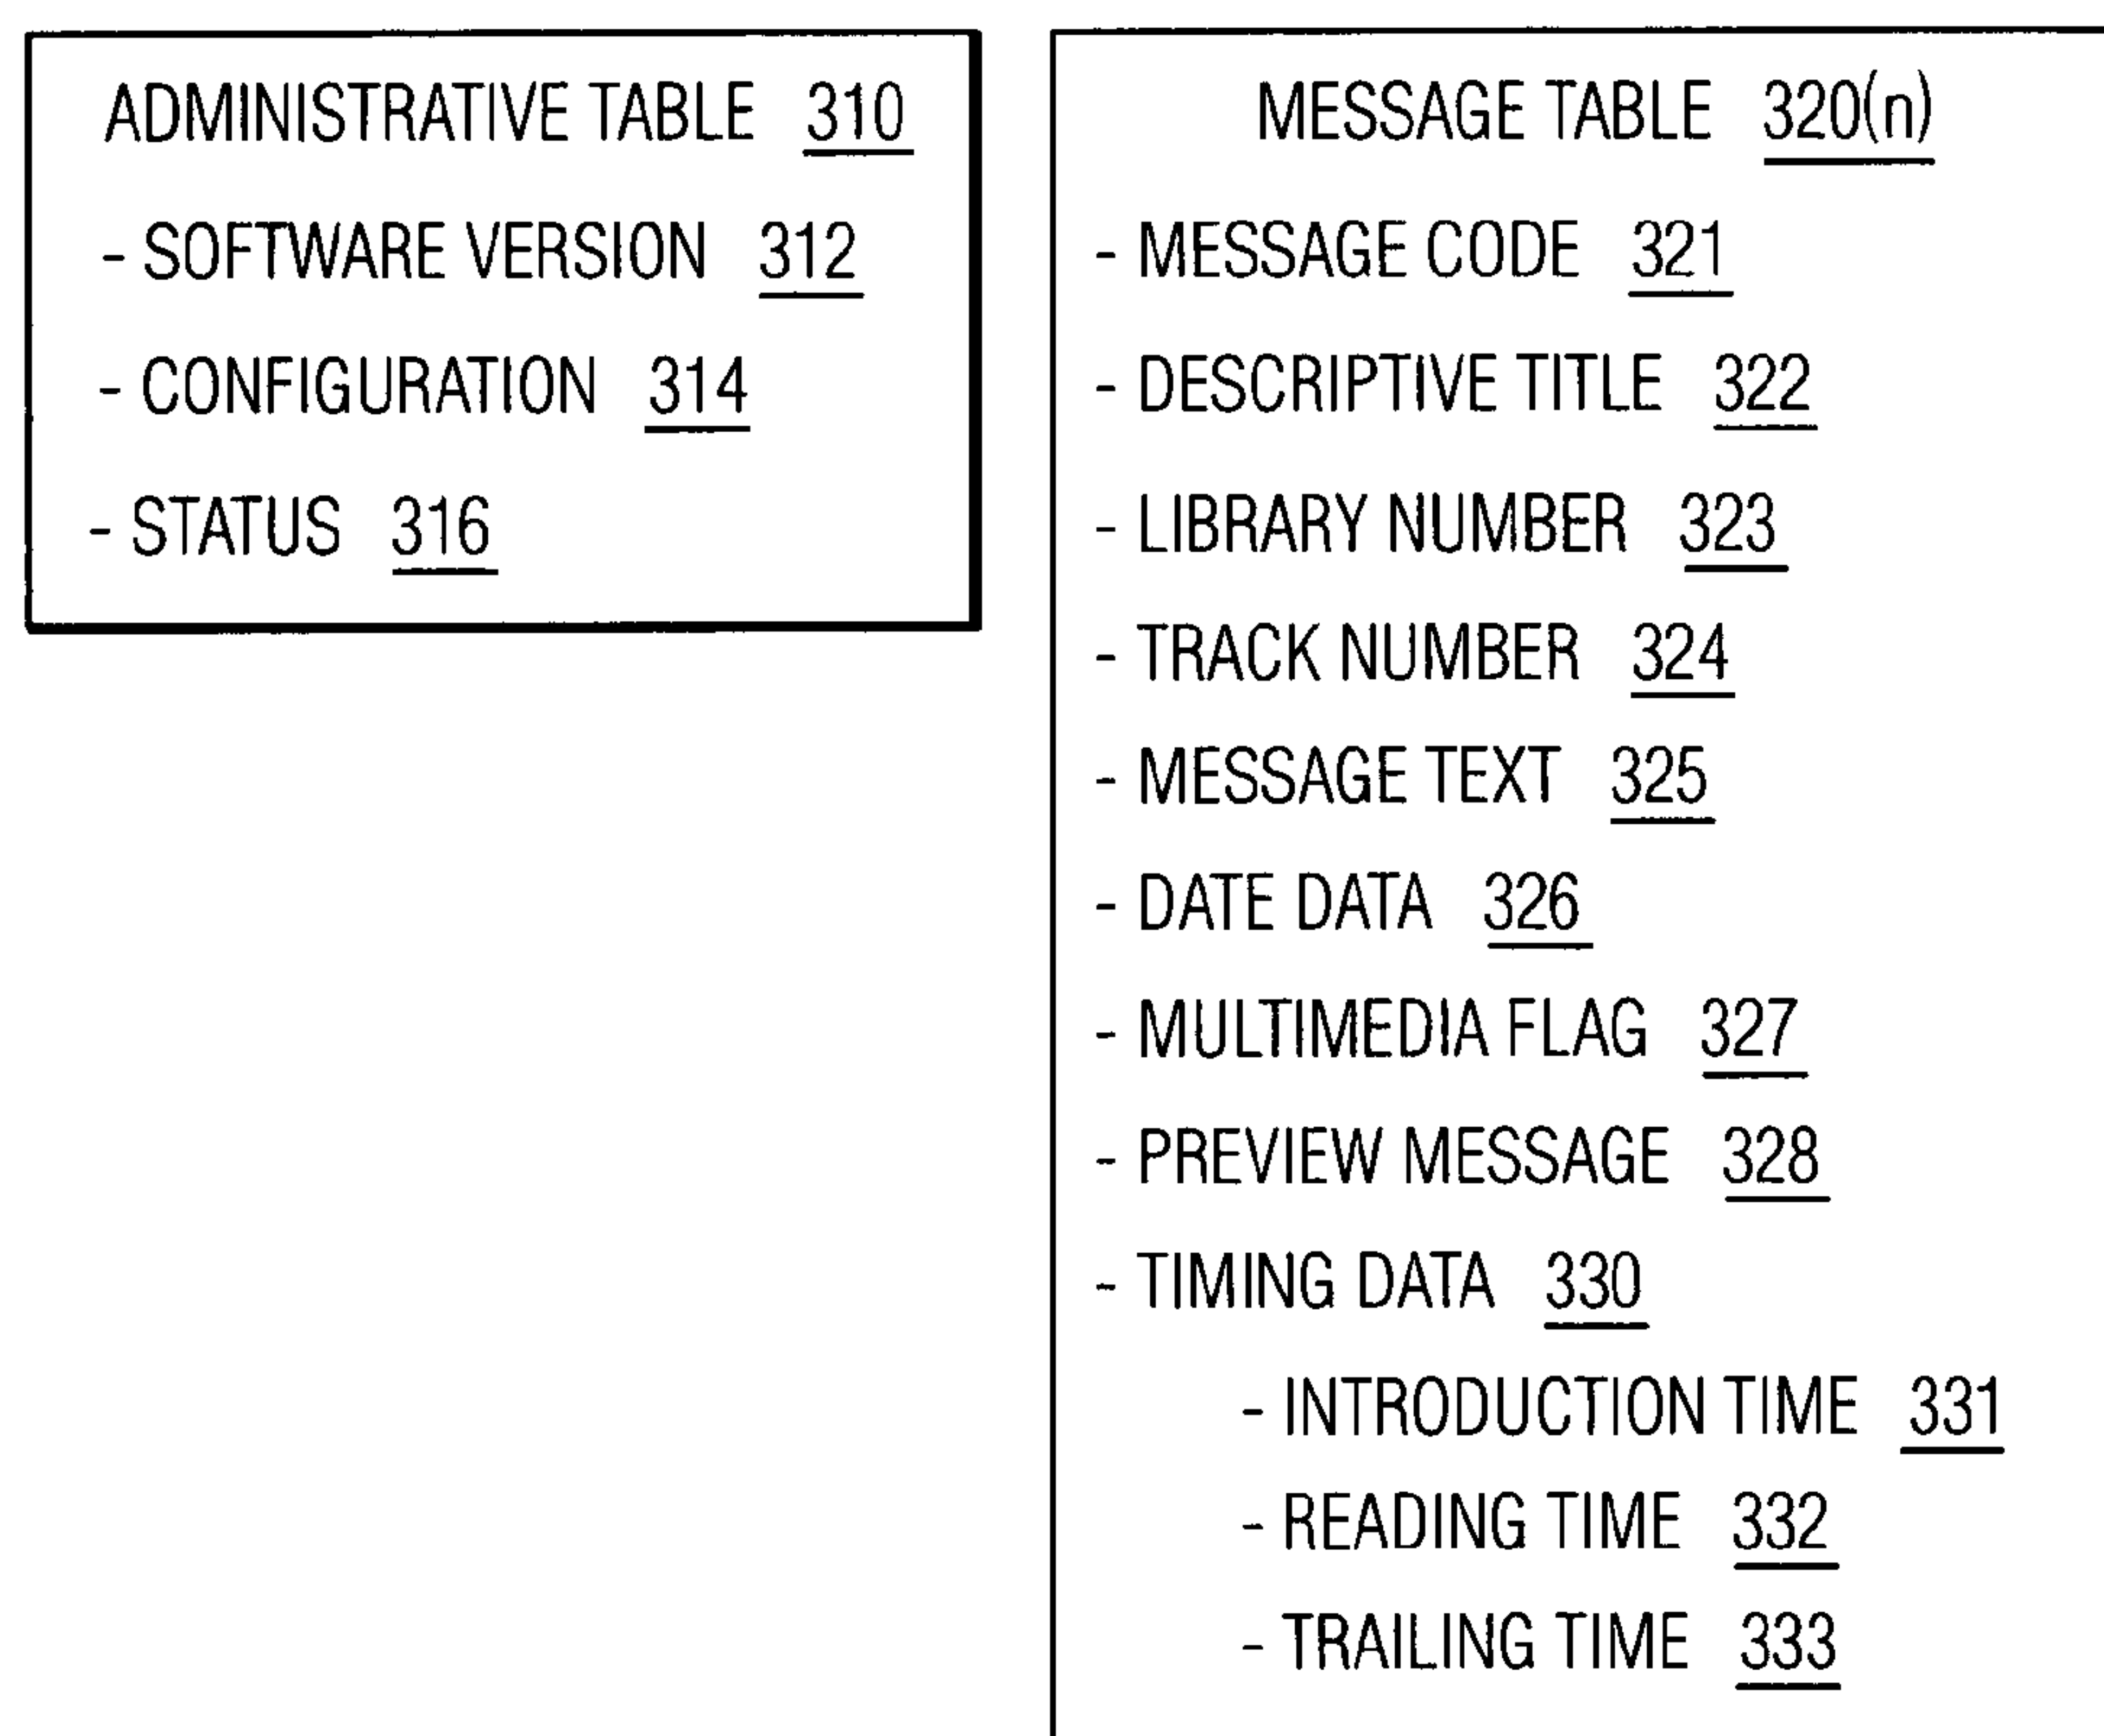 ADMINISTRATIVE TABLE 310
- SOFTWARE VERSION 312
- CONFIGURATION 314
- STATUS 316
MESSAGE TABLE 320(n)
- MESSAGE CODE 321
- DESCRIPTIVE TITLE 322
- LIBRARY NUMBER 323
- TRACK NUMBER 324
- MESSAGE TEXT 325
- DATE DATA 326
- MULTIMEDIA FLAG 327
- PREVIEW MESSAGE 328
- TIMING DATA 330
- INTRODUCTION TIME 331
- READING TIME 332
- TRAILING TIME 333